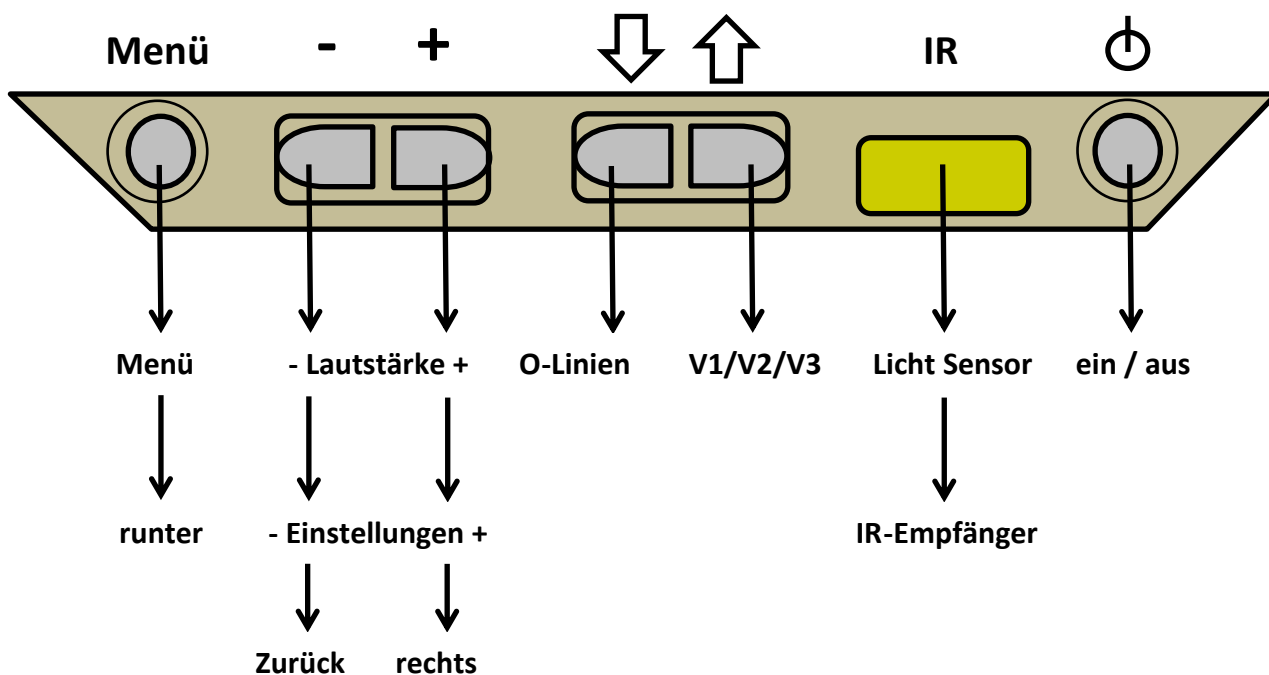 Menü - + IR
Menü - Lautstärke + O-Linien V1/V2/V3 Licht Sensor ein / aus
runter - Einstellungen + IR-Empfänger
Zurück rechts